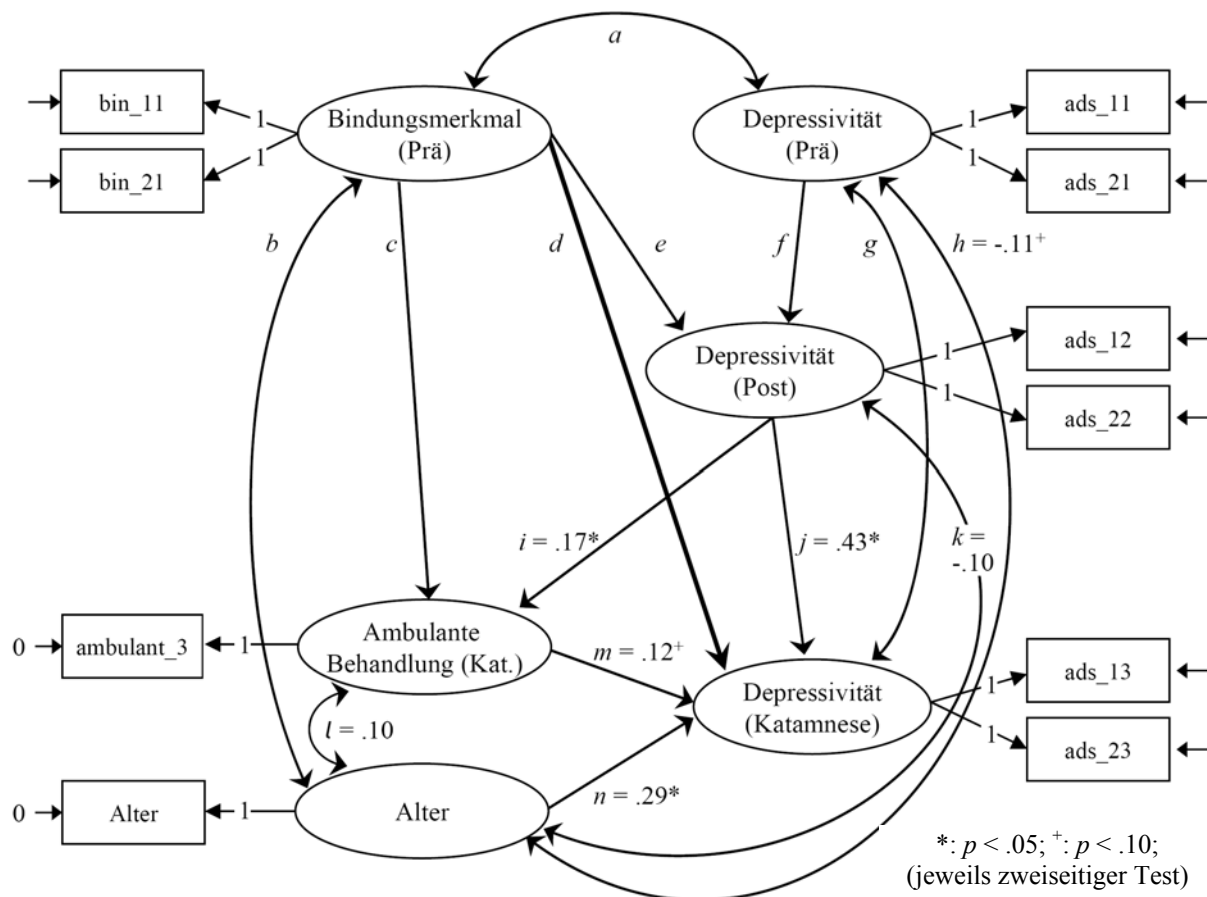 a
bin_11
1
Bindungsmerkmal
(Prä)
Depressivität
(Prä)
1
ads_11
bin_21
1
1
ads_21
b
c
d
e
f
g
h = -.11⁺
Depressivität
(Post)
1
ads_12
1
ads_22
i = .17*
j = .43*
k =
-.10
0
ambulant_3
1
Ambulante
Behandlung (Kat.)
m = .12⁺
Depressivität
(Katamnese)
1
ads_13
1
ads_23
l = .10
0
Alter
1
Alter
n = .29*
*: p < .05; ⁺: p < .10;
(jeweils zweiseitiger Test)